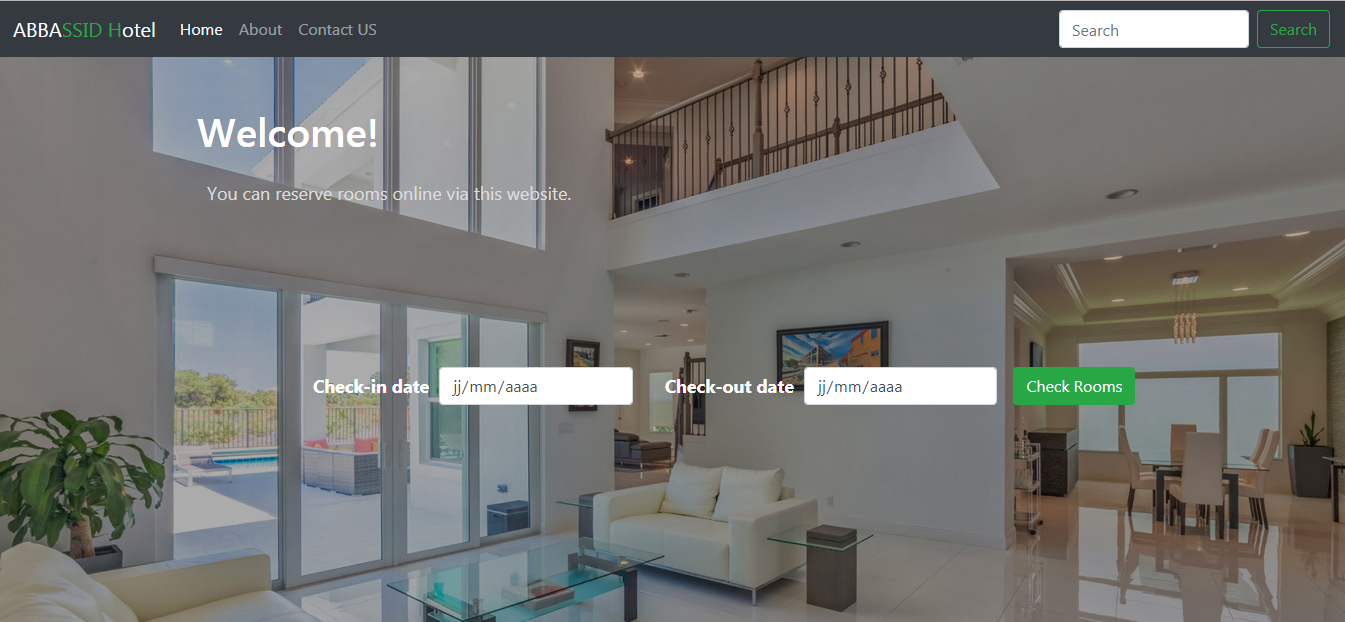 ABBASSID Hotel Home About Contact US Search Search
Welcome!
You can reserve rooms online via this website.
Check-in date jj/mm/aaaa Check-out date jj/mm/aaaa Check Rooms